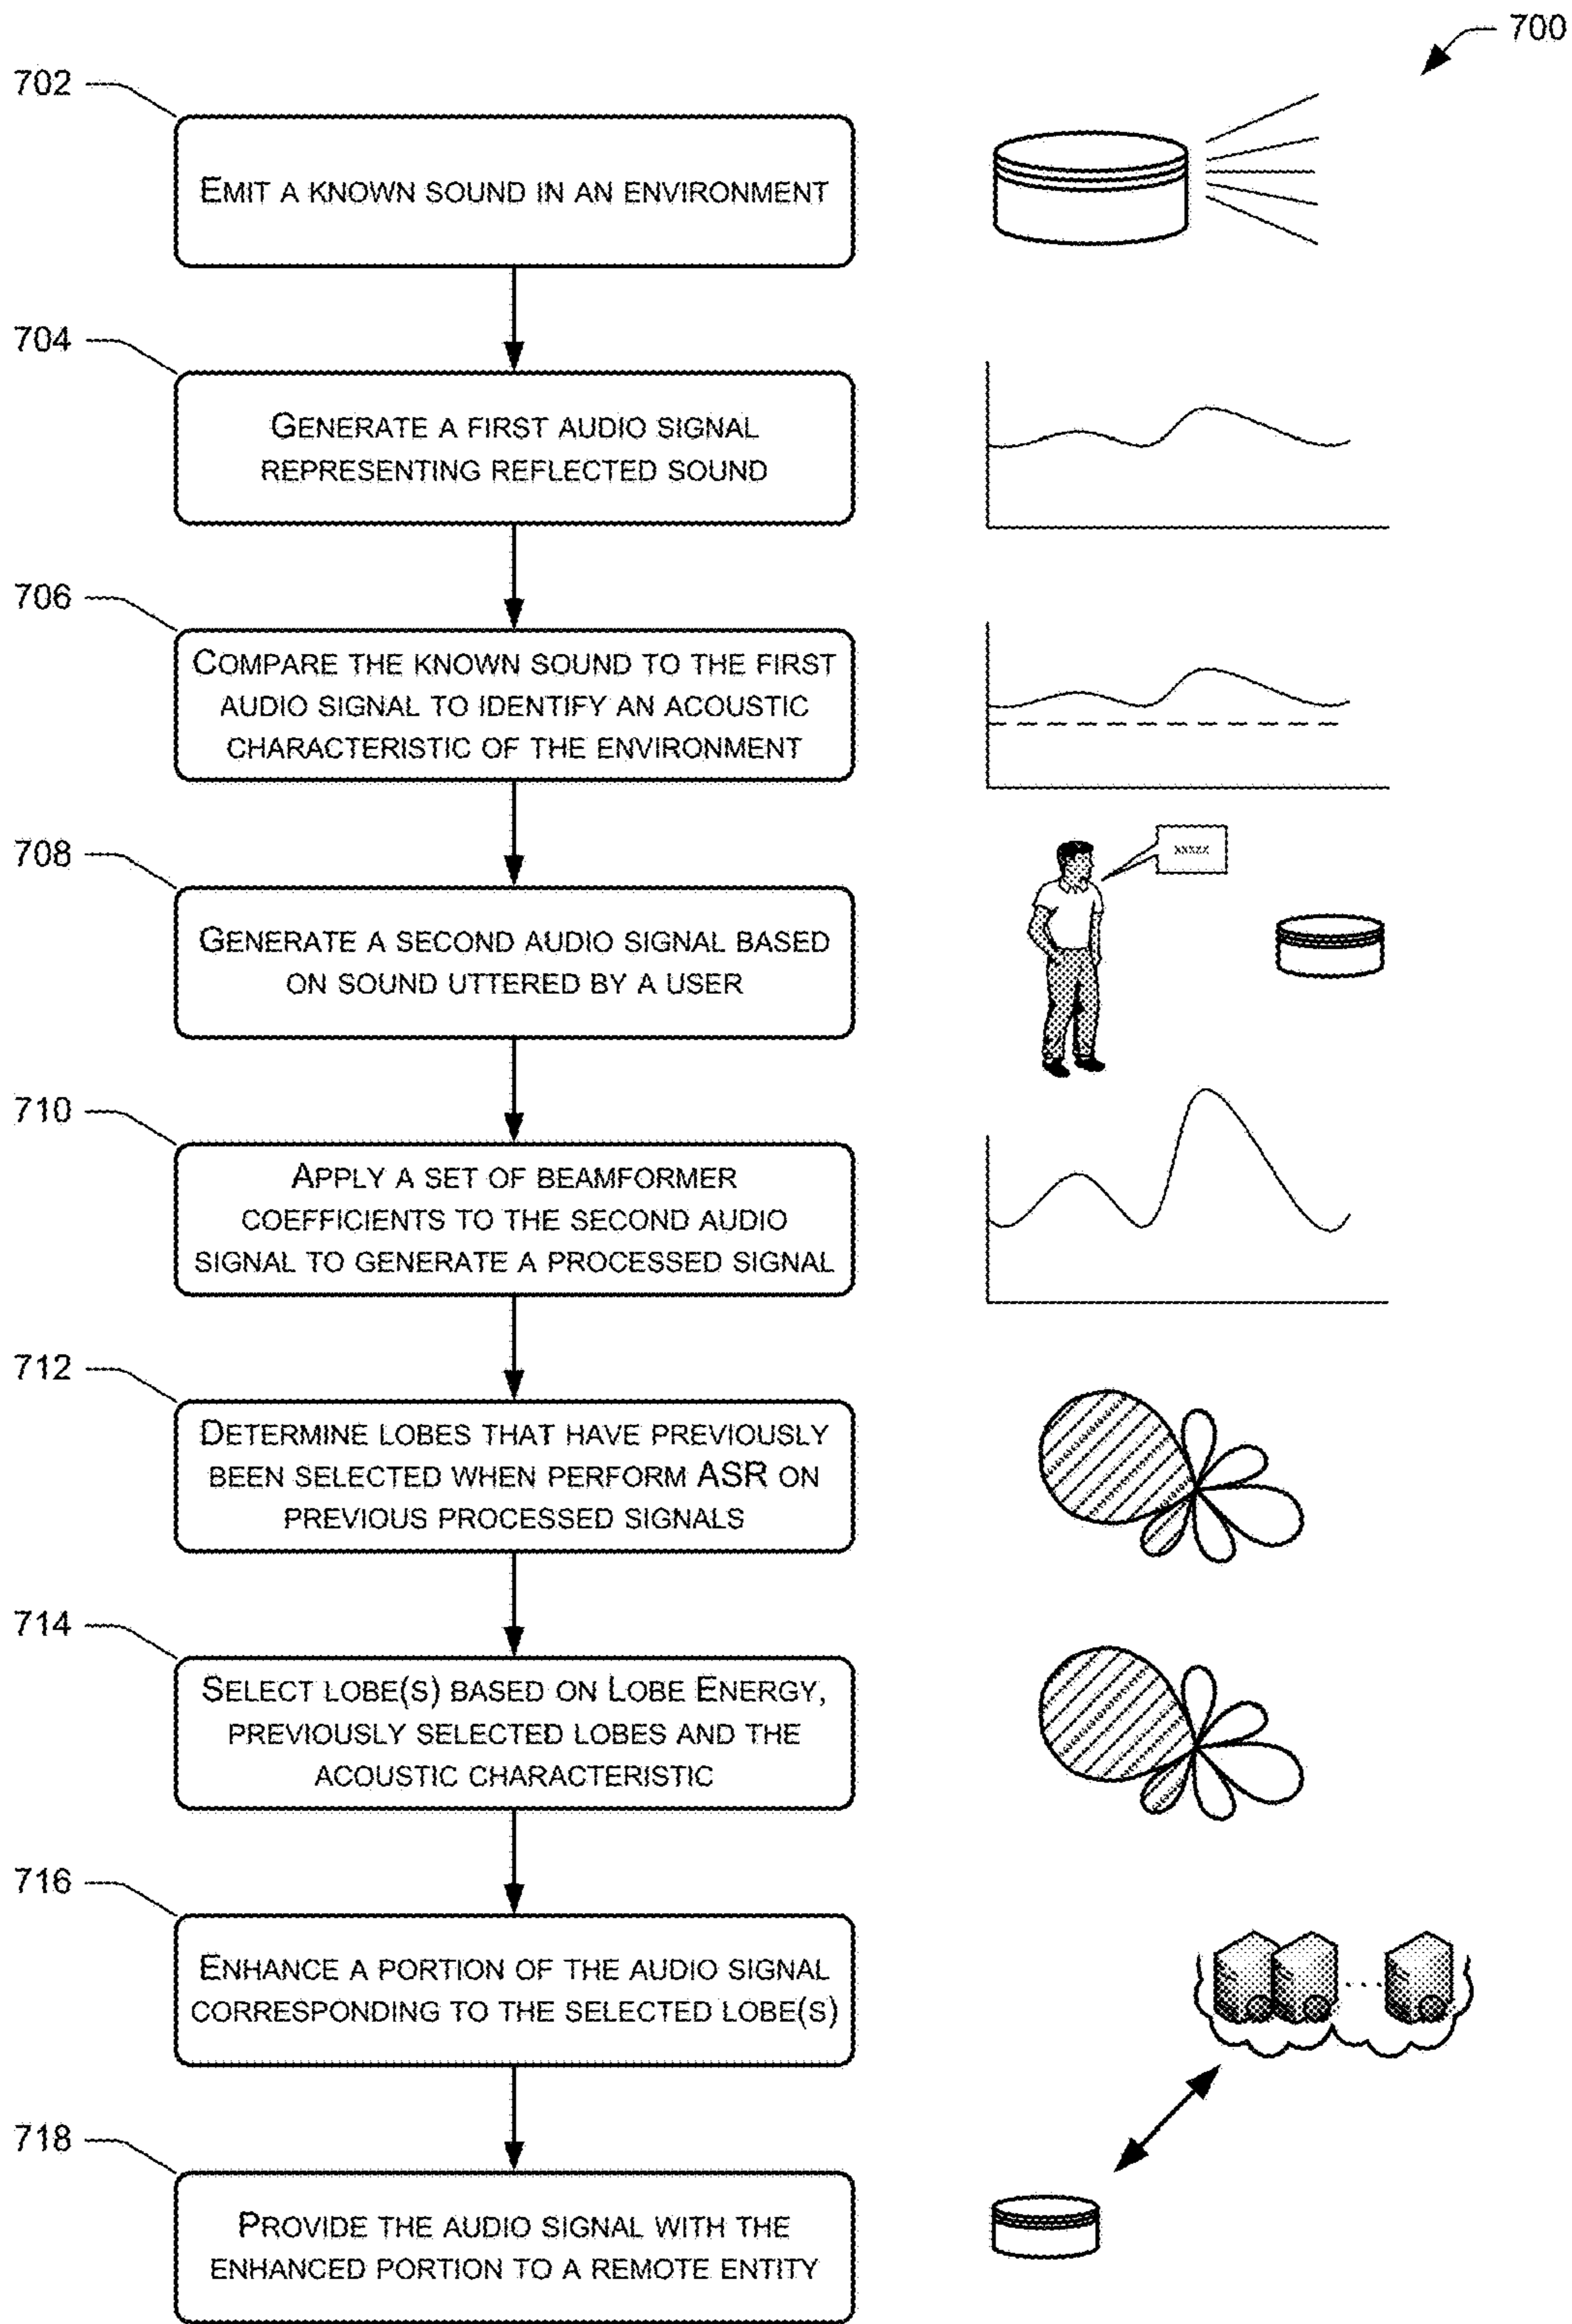 700
702
EMIT A KNOWN SOUND IN AN ENVIRONMENT
704
GENERATE A FIRST AUDIO SIGNAL
REPRESENTING REFLECTED SOUND
706
COMPARE THE KNOWN SOUND TO THE FIRST
AUDIO SIGNAL TO IDENTIFY AN ACOUSTIC
CHARACTERISTIC OF THE ENVIRONMENT
708
xxxxx
GENERATE A SECOND AUDIO SIGNAL BASED
ON SOUND UTTERED BY A USER
710
APPLY A SET OF BEAMFORMER
COEFFICIENTS TO THE SECOND AUDIO
SIGNAL TO GENERATE A PROCESSED SIGNAL
712
DETERMINE LOBES THAT HAVE PREVIOUSLY
BEEN SELECTED WHEN PERFORM ASR ON
PREVIOUS PROCESSED SIGNALS
714
SELECT LOBE(S) BASED ON LOBE ENERGY,
PREVIOUSLY SELECTED LOBES AND THE
ACOUSTIC CHARACTERISTIC
716
ENHANCE A PORTION OF THE AUDIO SIGNAL
CORRESPONDING TO THE SELECTED LOBE(S)
718
PROVIDE THE AUDIO SIGNAL WITH THE
ENHANCED PORTION TO A REMOTE ENTITY